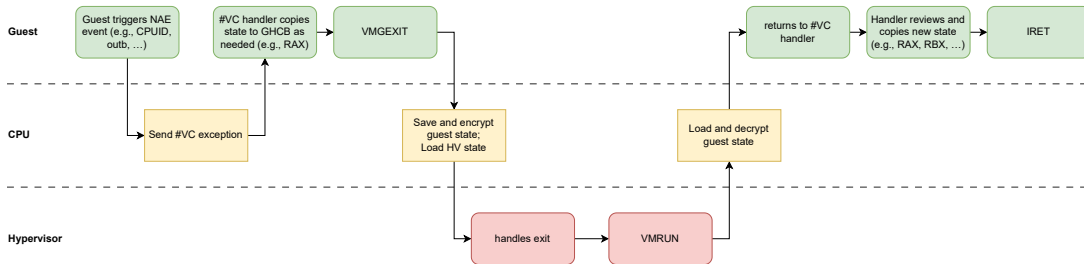 Guest
Guest triggers NAE
event (e.g., CPUID,
outb, ...)
#VC handler copies
state to GHCB as
needed (e.g., RAX)
VMGEXIT
returns to #VC
handler
Handler reviews and
copies new state
(e.g., RAX, RBX, ...)
IRET
CPU
Send #VC exception
Save and encrypt
guest state;
Load HV state
Load and decrypt
guest state
Hypervisor
handles exit
VMRUN